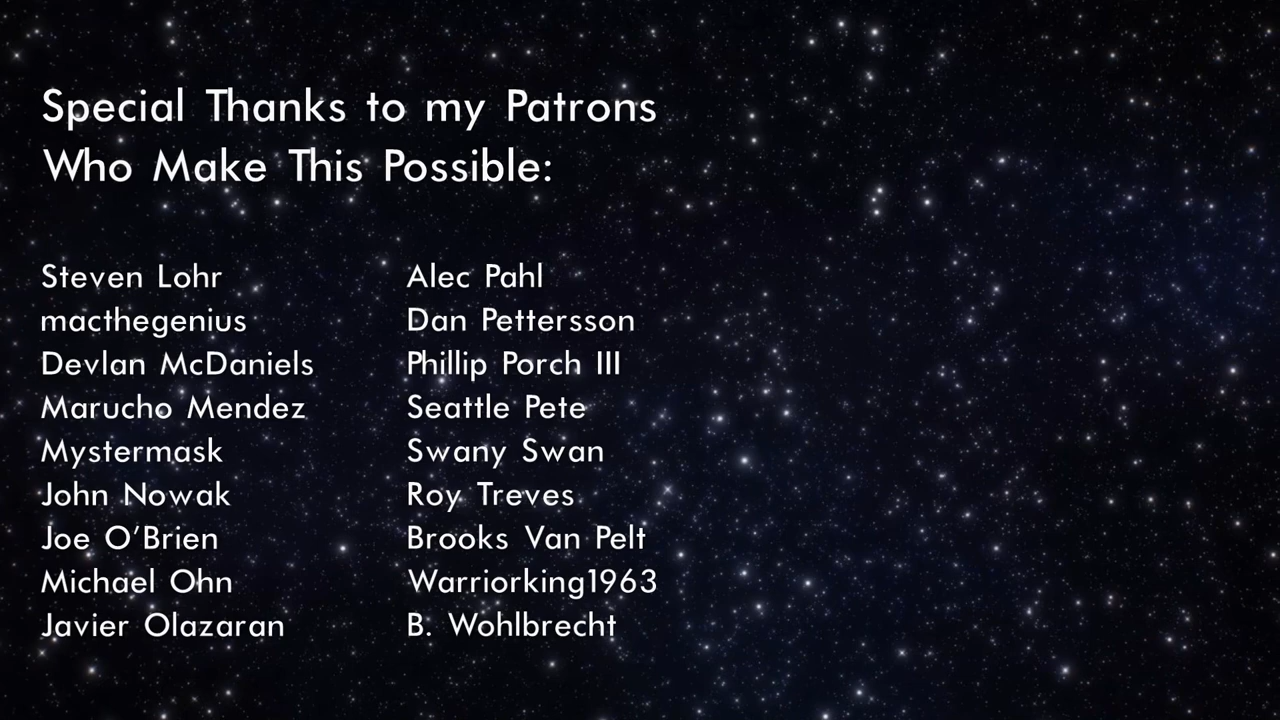 Special Thanks to my Patrons
Who Make This Possible:
Steven Lohr
macthegenius
Devlan McDaniels
Marucho Mendez
Mystermask
John Nowak
Joe O’Brien
Michael Ohn
Javier Olazaran
Alec Pahl
Dan Pettersson
Phillip Porch III
Seattle Pete
Swany Swan
Roy Treves
Brooks Van Pelt
Warriorking1963
B. Wohlbrecht